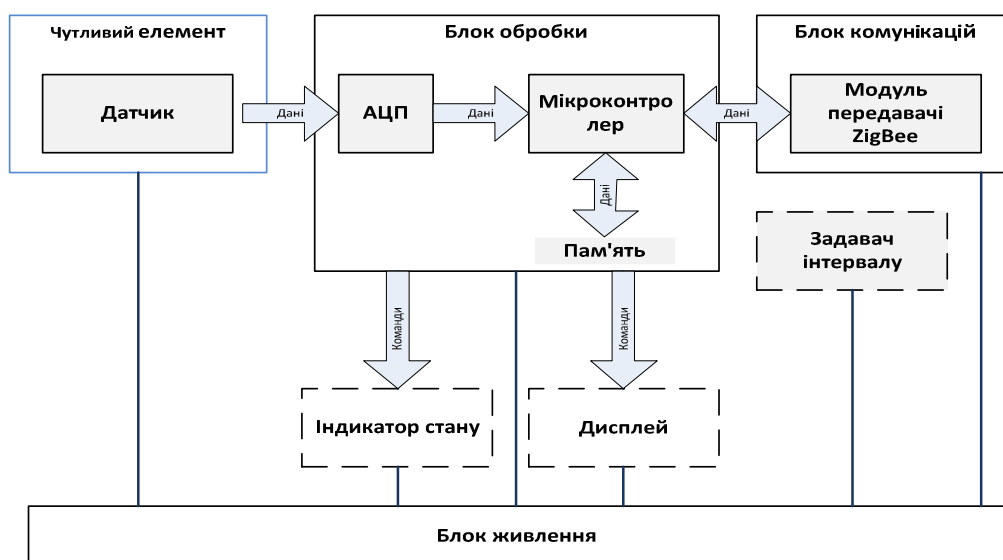 Чутливий елемент
Блок обробки
Блок комунікацій
Датчик
Дані
АЦП
Дані
Мікроконтро
лер
Дані
Модуль
передавачі
ZigBee
Дані
Пам'ять
Задавач
інтервалу
Команди
Команди
Індикатор стану
Дисплей
Блок живлення